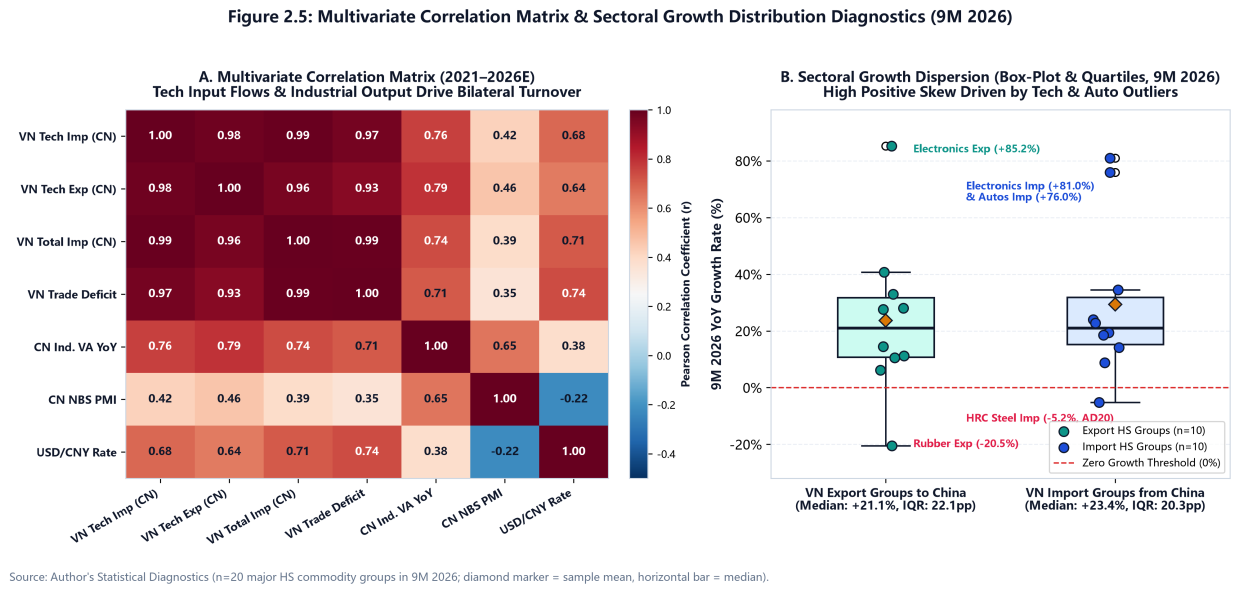 Figure 2.5: Multivariate Correlation Matrix & Sectoral Growth Distribution Diagnostics (9M 2026)
A. Multivariate Correlation Matrix (2021–2026E)
Tech Input Flows & Industrial Output Drive Bilateral Turnover
VN Tech Imp (CN) 1.00 0.98 0.99 0.97 0.76 0.42 0.68
VN Tech Exp (CN) 0.98 1.00 0.96 0.93 0.79 0.46 0.64
VN Total Imp (CN) 0.99 0.96 1.00 0.99 0.74 0.39 0.71
VN Trade Deficit 0.97 0.93 0.99 1.00 0.71 0.35 0.74
CN Ind. VA YoY 0.76 0.79 0.74 0.71 1.00 0.65 0.38
CN NBS PMI 0.42 0.46 0.39 0.35 0.65 1.00 -0.22
USD/CNY Rate 0.68 0.64 0.71 0.74 0.38 -0.22 1.00
VN Tech Imp (CN)
VN Tech Exp (CN)
VN Total Imp (CN)
VN Trade Deficit
CN Ind. VA YoY
CN NBS PMI
USD/CNY Rate
1.0
0.8
0.6
0.4
0.2
0.0
-0.2
-0.4
Pearson Correlation Coefficient (r)
B. Sectoral Growth Dispersion (Box-Plot & Quartiles, 9M 2026)
High Positive Skew Driven by Tech & Auto Outliers
9M 2026 YoY Growth Rate (%)
80%
60%
40%
20%
0%
-20%
Electronics Exp (+85.2%)
Electronics Imp (+81.0%)
& Autos Imp (+76.0%)
HRC Steel Imp (-5.2%, AD20)
Rubber Exp (-20.5%)
Export HS Groups (n=10)
Import HS Groups (n=10)
Zero Growth Threshold (0%)
VN Export Groups to China
(Median: +21.1%, IQR: 22.1pp)
VN Import Groups from China
(Median: +23.4%, IQR: 20.3pp)
Source: Author's Statistical Diagnostics (n=20 major HS commodity groups in 9M 2026; diamond marker = sample mean, horizontal bar = median).